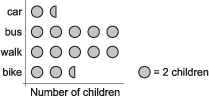 car
bus
walk
bike
= 2 children
Number of children